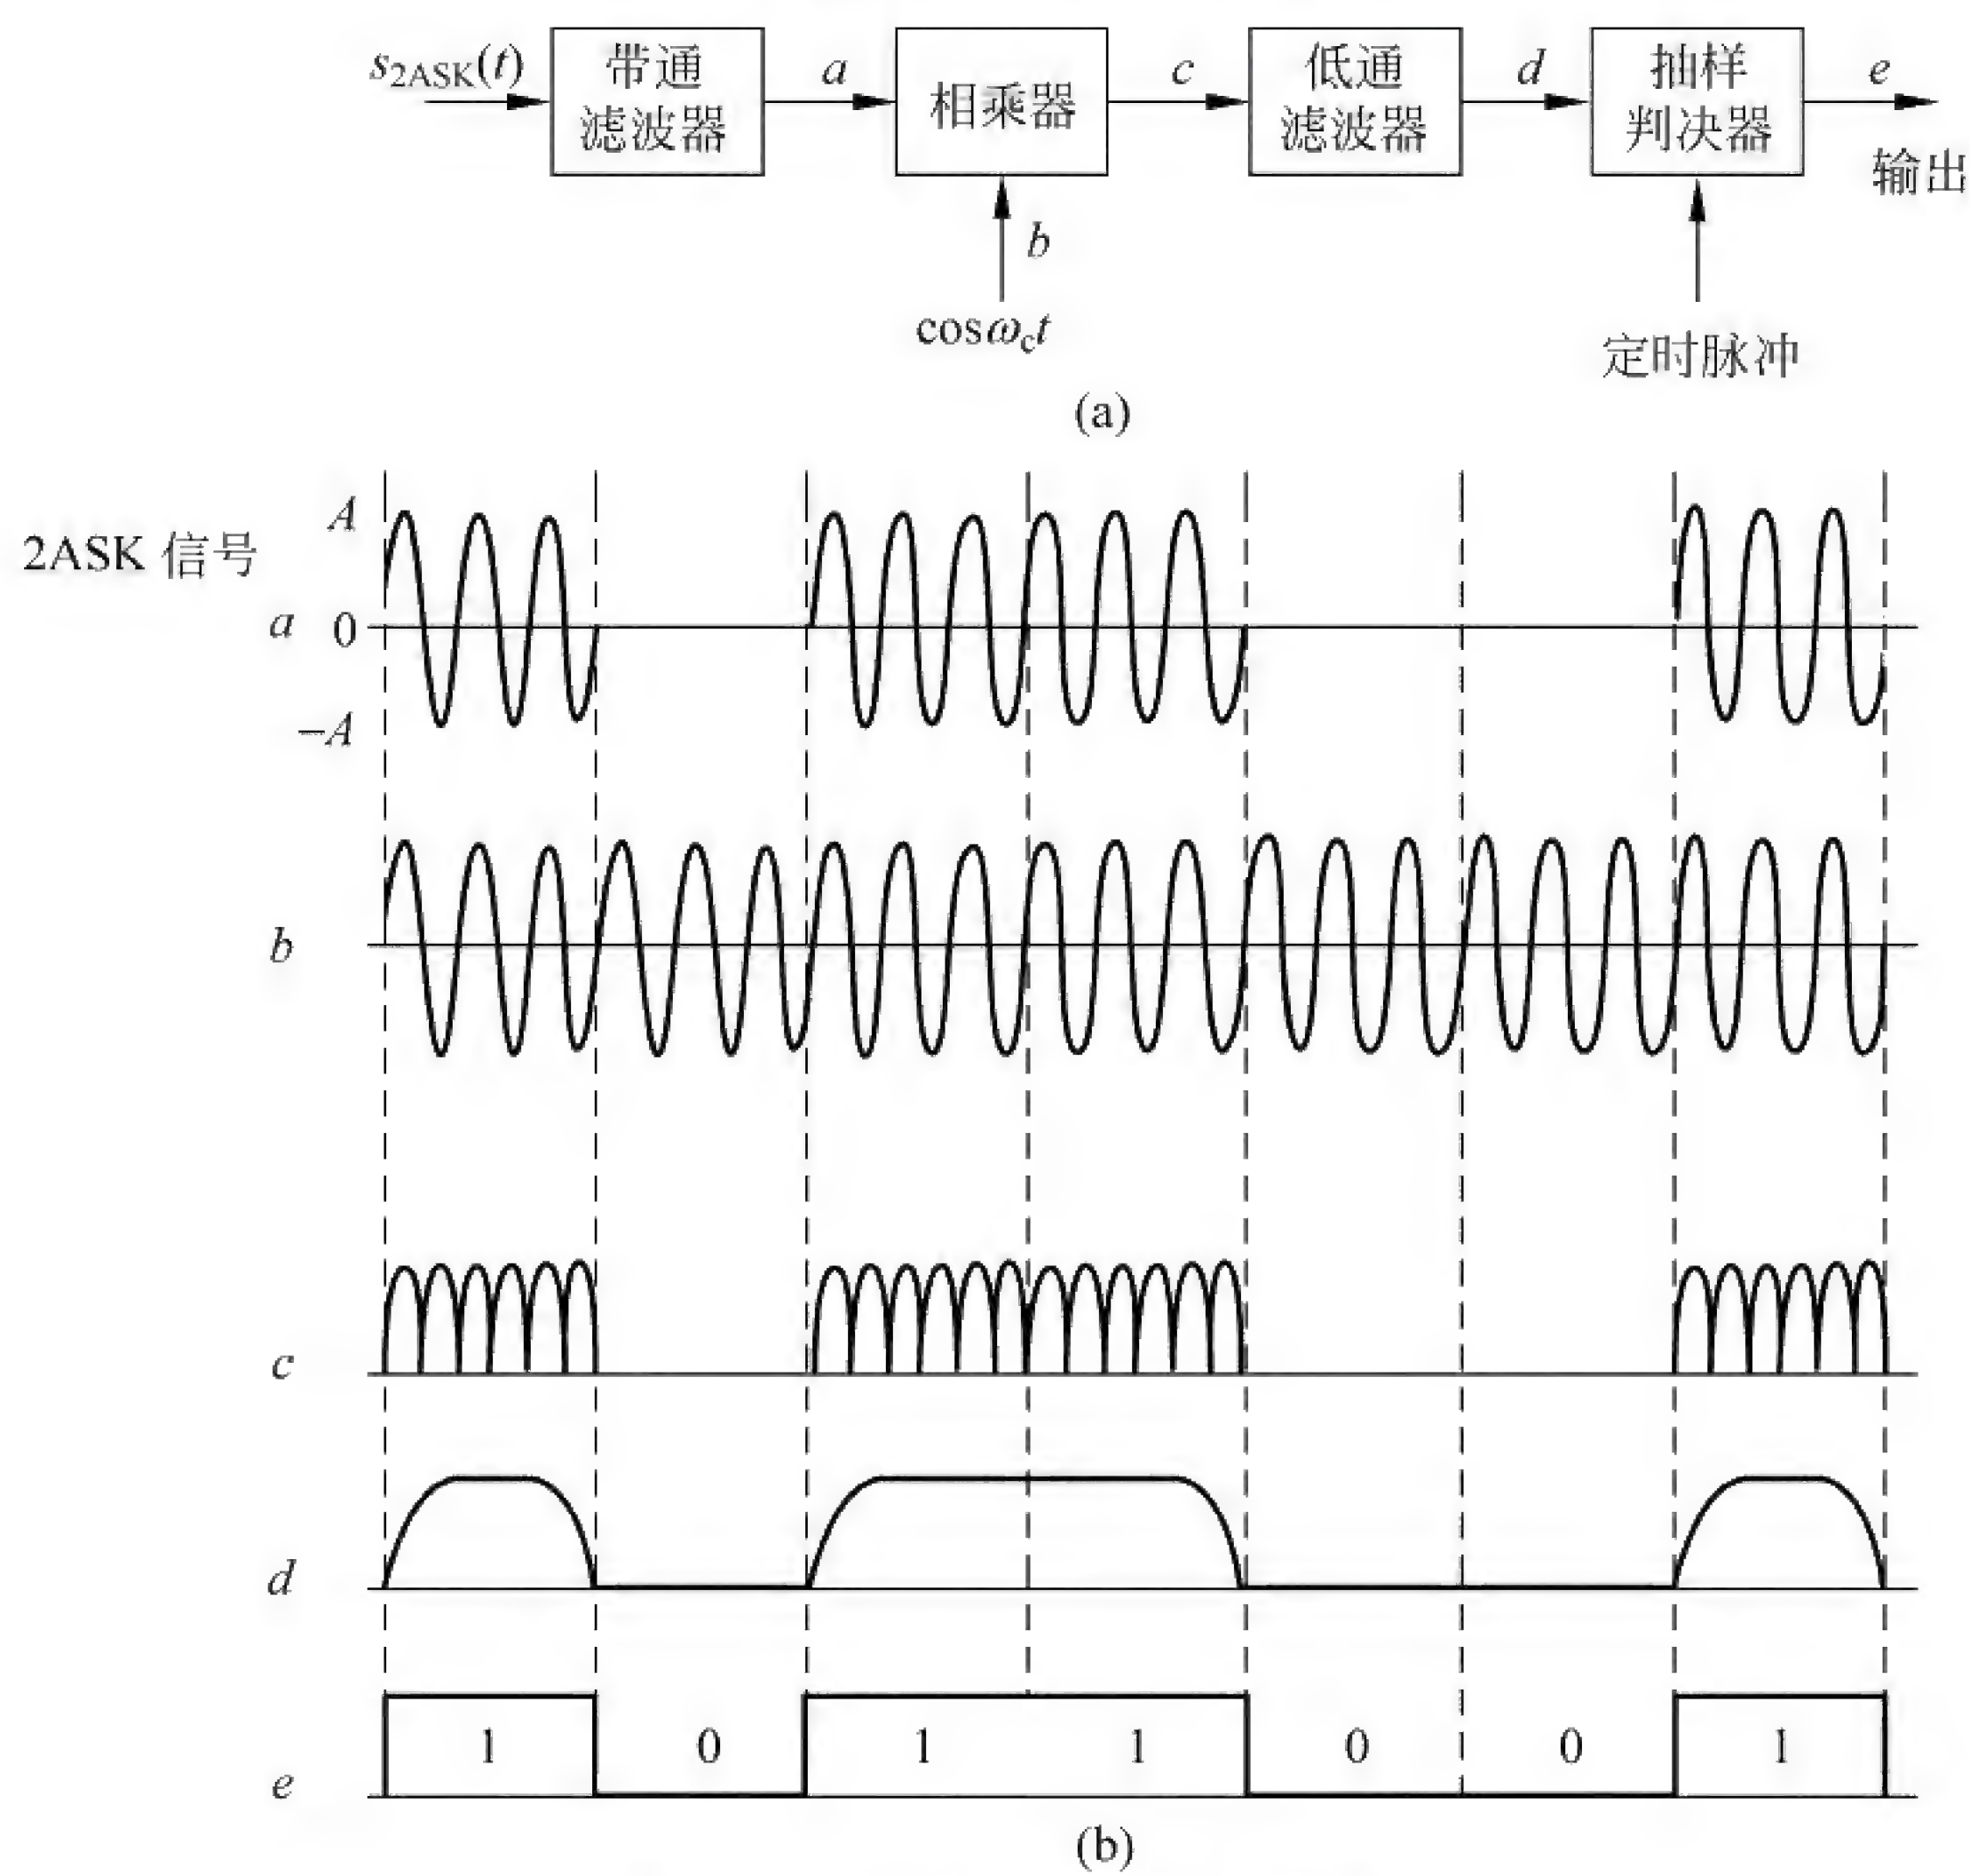 s2ASK(t)
带通
滤波器
a
相乘器
c
低通
滤波器
d
抽样
判决器
e
输出
b
cosωct
定时脉冲
(a)
2ASK 信号
A
a 0
−A
b
c
d
1 0 1 1 0 0 1
e
(b)